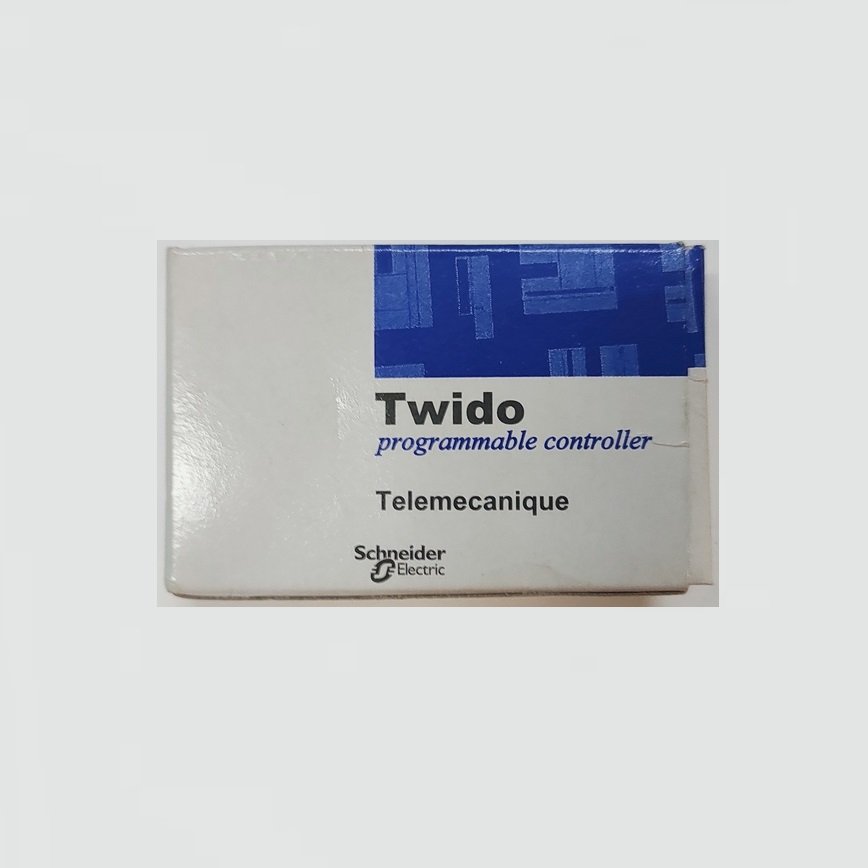 Twido
programmable controller
Telemecanique
Schneider
Electric